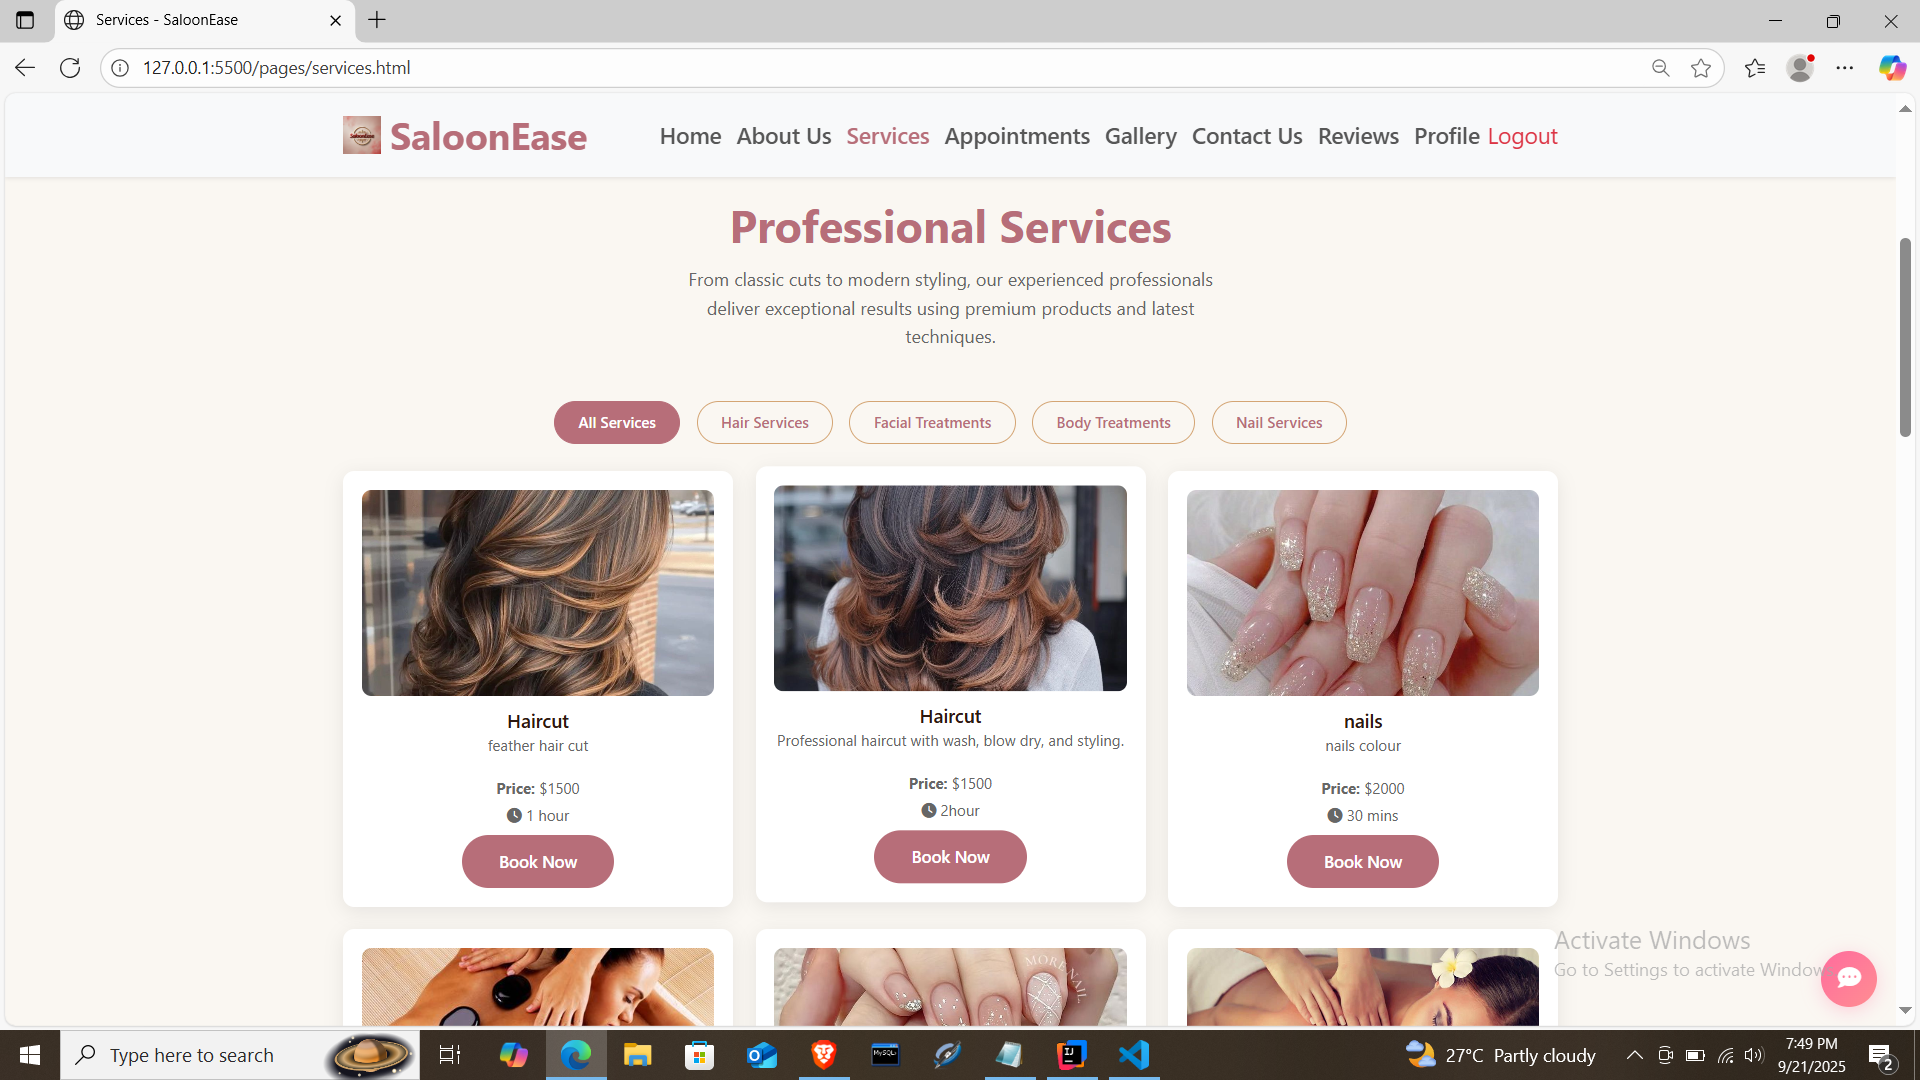 Services - SaloonEase
127.0.0.1:5500/pages/services.html
SaloonEase
Home About Us Services Appointments Gallery Contact Us Reviews Profile Logout
Professional Services
From classic cuts to modern styling, our experienced professionals
deliver exceptional results using premium products and latest
techniques.
All Services Hair Services Facial Treatments Body Treatments Nail Services
Haircut
feather hair cut
Price: $1500
1 hour
Book Now
Haircut
Professional haircut with wash, blow dry, and styling.
Price: $1500
2hour
Book Now
nails
nails colour
Price: $2000
30 mins
Book Now
MORE NAIL
Activate Windows
Go to Settings to activate Window
Type here to search
MySQL
IJ
27°C Partly cloudy
7:49 PM
9/21/2025
2